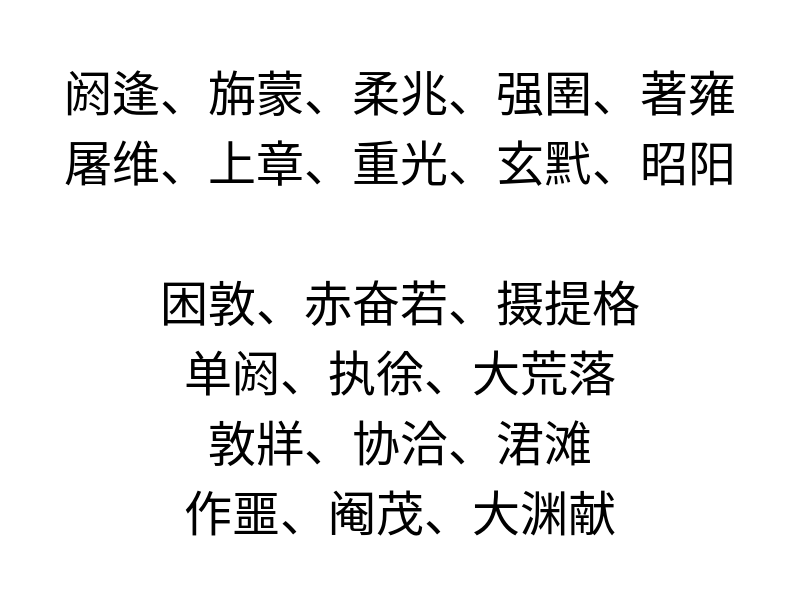 阏逢、旃蒙、柔兆、强圉、著雍
屠维、上章、重光、玄黓、昭阳
困敦、赤奋若、摄提格
单阏、执徐、大荒落
敦牂、协洽、涒滩
作噩、阉茂、大渊献